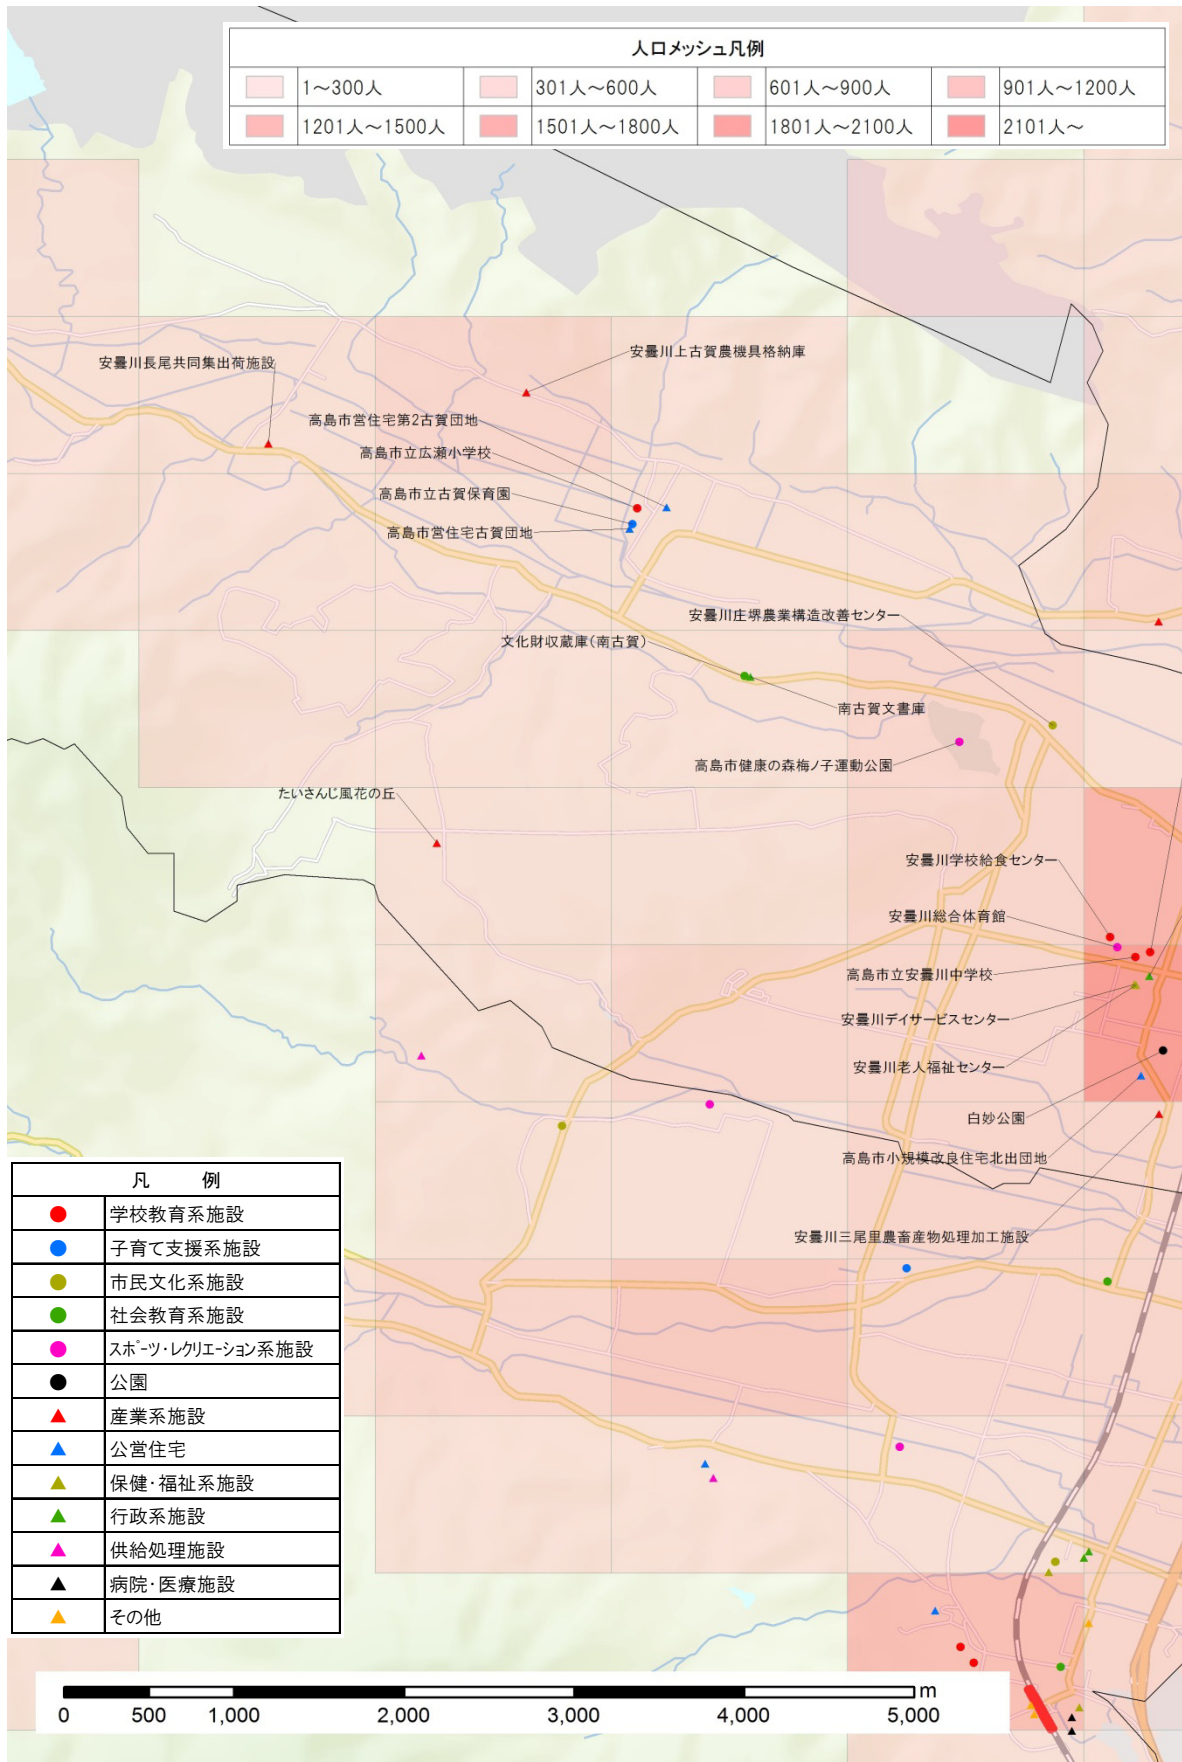 人口メッシュ凡例
1～300人 301人～600人 601人～900人 901人～1200人
1201人～1500人 1501人～1800人 1801人～2100人 2101人～
安曇川上古賀農機具格納庫
安曇川長尾共同集出荷施設
高島市営住宅第2古賀団地
高島市立広瀬小学校
高島市立古賀保育園
高島市営住宅古賀団地
安曇川庄堺農業構造改善センター
文化財収蔵庫(南古賀)
南古賀文書庫
高島市健康の森梅ノ子運動公園
たいさんじ風花の丘
安曇川学校給食センター
安曇川総合体育館
高島市立安曇川中学校
安曇川デイサービスセンター
安曇川老人福祉センター
白妙公園
高島市小規模改良住宅北出団地
安曇川三尾里農畜産物処理加工施設
凡 例
学校教育系施設
子育て支援系施設
市民文化系施設
社会教育系施設
スポーツ・レクリエーション系施設
公園
産業系施設
公営住宅
保健・福祉系施設
行政系施設
供給処理施設
病院・医療施設
その他
m
0 500 1,000 2,000 3,000 4,000 5,000